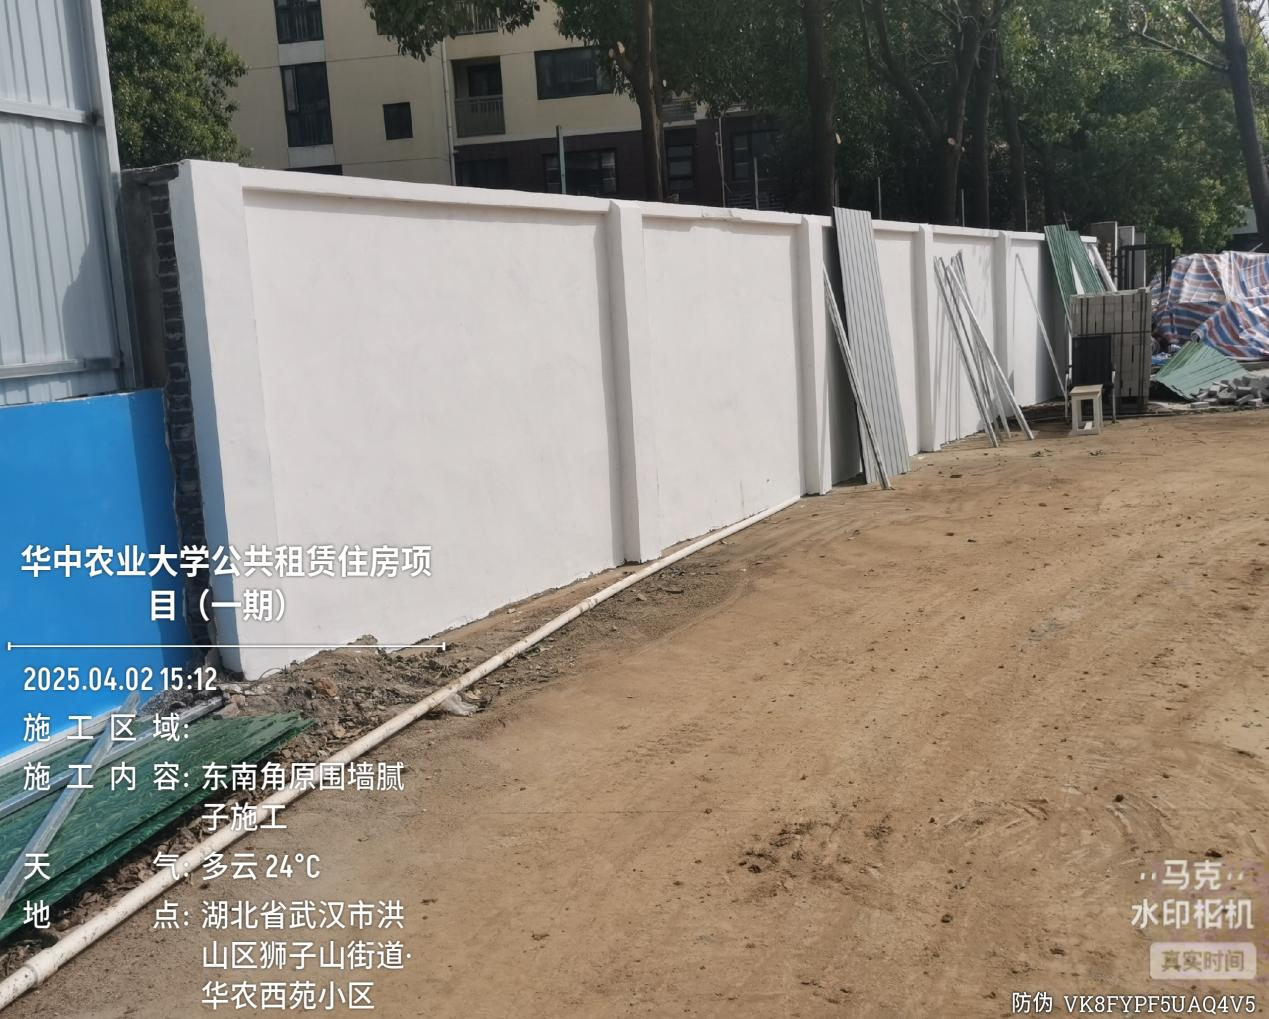 华中农业大学公共租赁住房项
目（一期）
2025.04.02 15:12
施工区域:
施工内容: 东南角原围墙腻
子施工
天气: 多云 24°C
地点: 湖北省武汉市洪
山区狮子山街道·
华农西苑小区
马克
水印相机
真实时间
防伪 VK8FYPF5UAQ4V5